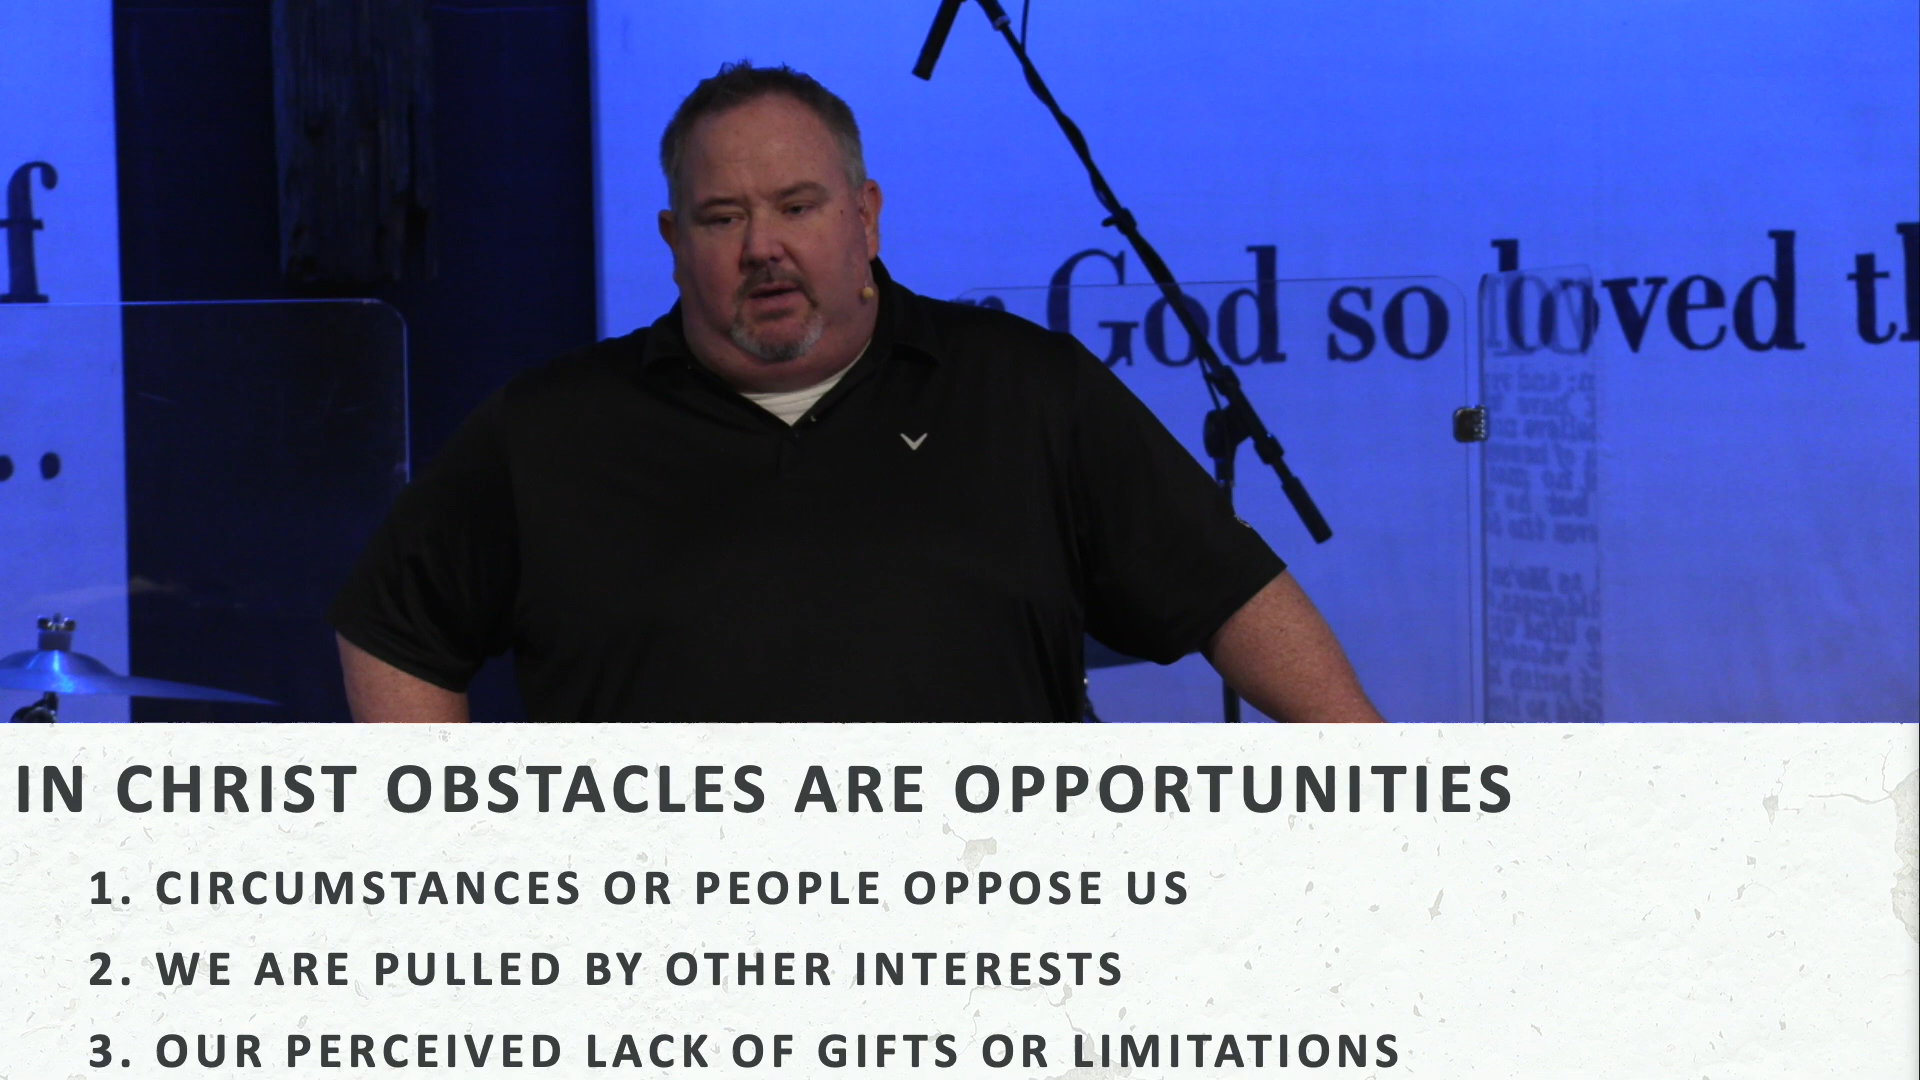 f
God so loved th
..
IN CHRIST OBSTACLES ARE OPPORTUNITIES
1. CIRCUMSTANCES OR PEOPLE OPPOSE US
2. WE ARE PULLED BY OTHER INTERESTS
3. OUR PERCEIVED LACK OF GIFTS OR LIMITATIONS